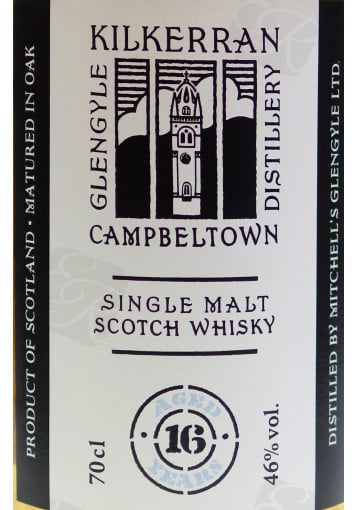 KILKERRAN
GLENGYLE
DISTILLERY
CAMPBELTOWN
SINGLE MALT
SCOTCH WHISKY
AGED
16
YEARS
70cl
46% vol.
PRODUCT OF SCOTLAND • MATURED IN OAK
DISTILLED BY MITCHELL'S GLENGYLE LTD.